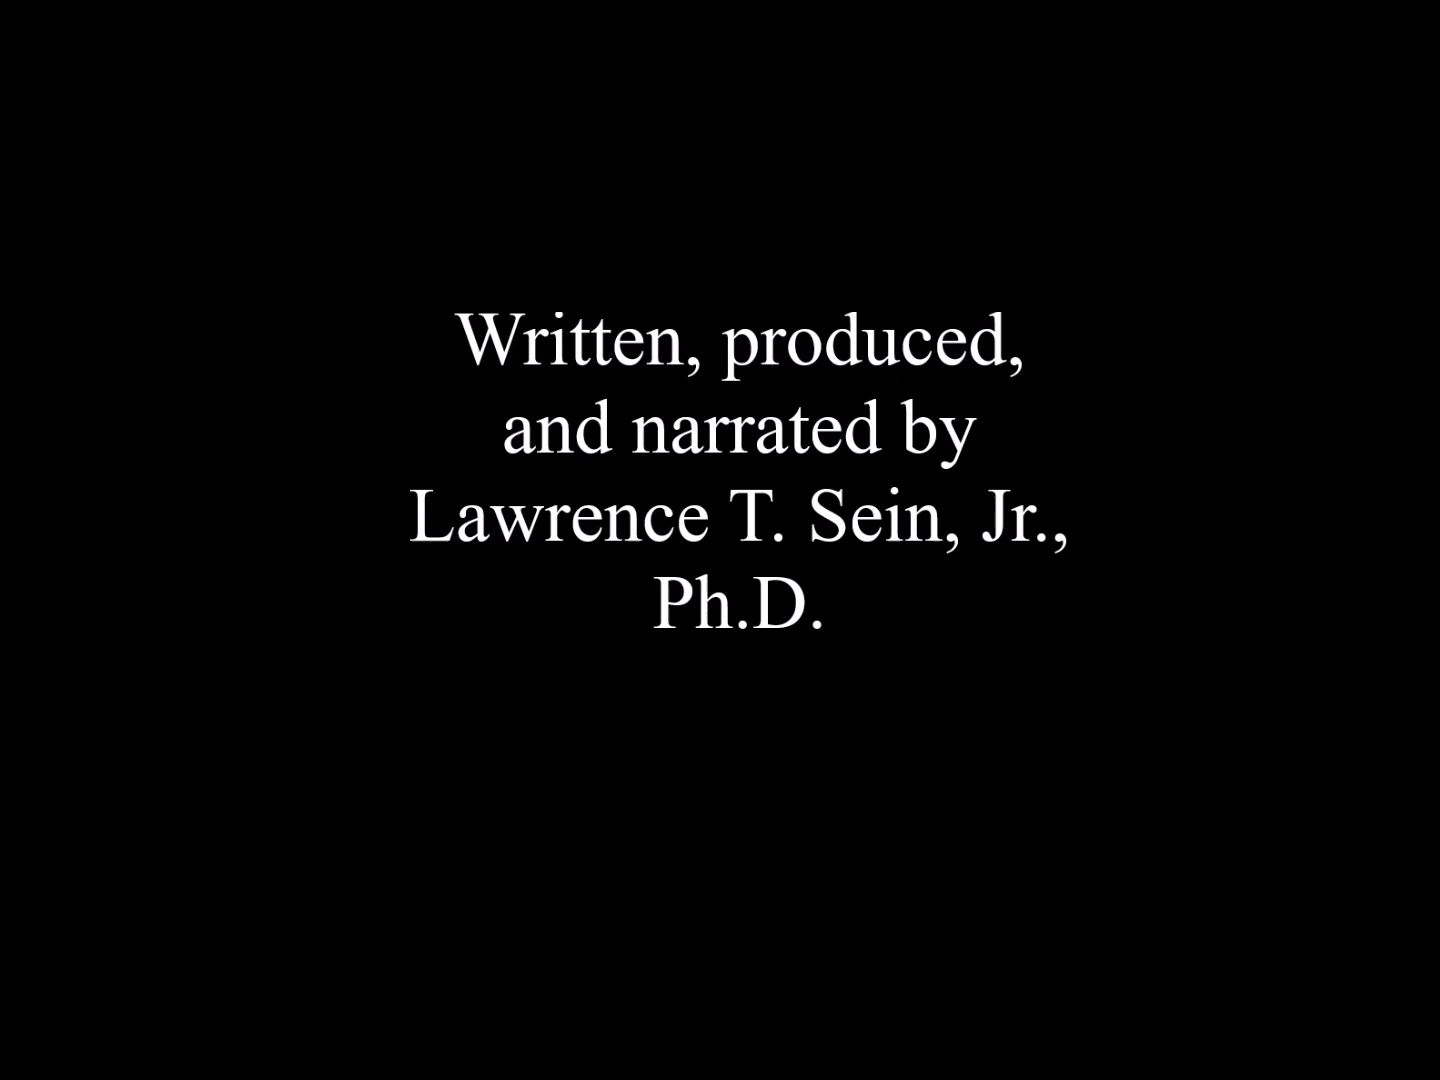 Written, produced,
and narrated by
Lawrence T. Sein, Jr.,
Ph.D.